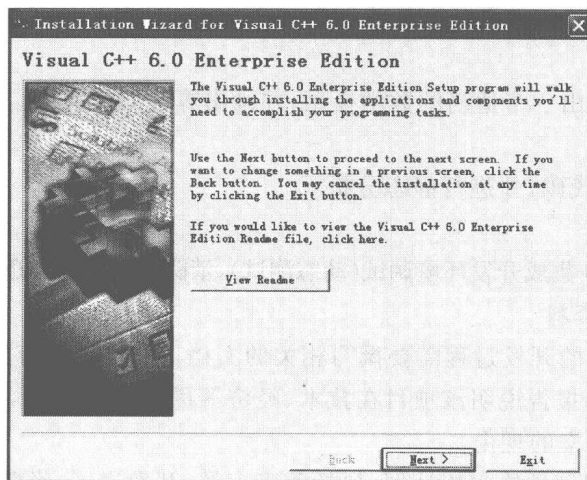 Installation Wizard for Visual C++ 6.0 Enterprise Edition
Visual C++ 6.0 Enterprise Edition
The Visual C++ 6.0 Enterprise Edition Setup program will walk
you through installing the applications and components you'll
need to accomplish your programming tasks.
Use the Next button to proceed to the next screen. If you
want to change something in a previous screen, click the
Back button. You may cancel the installation at any time
by clicking the Exit button.
If you would like to view the Visual C++ 6.0 Enterprise
Edition Readme file, click here.
View Readme
Back
Next >
Exit